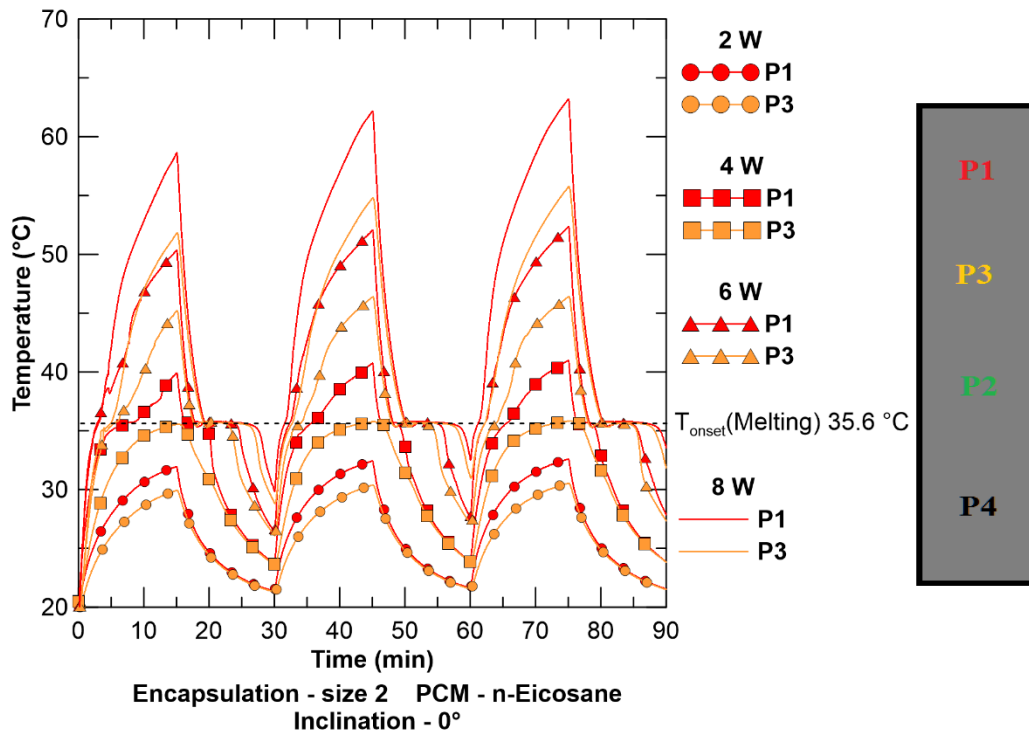 70
60
50
40
30
20
Temperature (°C)
0 10 20 30 40 50 60 70 80 90
Time (min)
Encapsulation - size 2 PCM - n-Eicosane
Inclination - 0°
2 W
P1
P3
4 W
P1
P3
6 W
P1
P3
Tonset(Melting) 35.6 °C
8 W
P1
P3
P1
P3
P2
P4